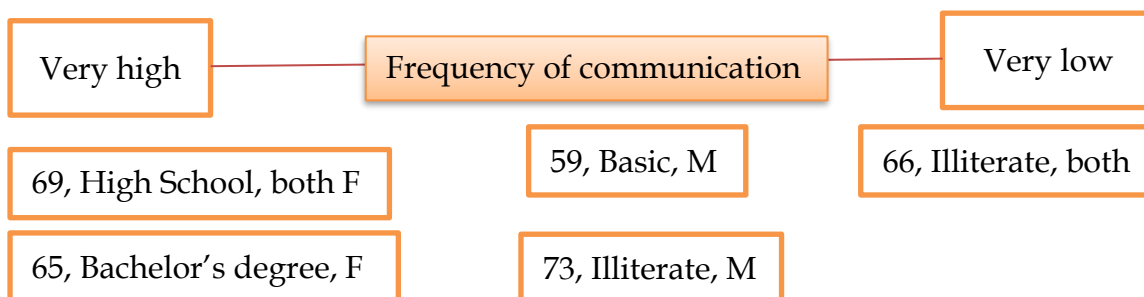 Very high
Frequency of communication
Very low
69, High School, both F
59, Basic, M
66, Illiterate, both
65, Bachelor’s degree, F
73, Illiterate, M